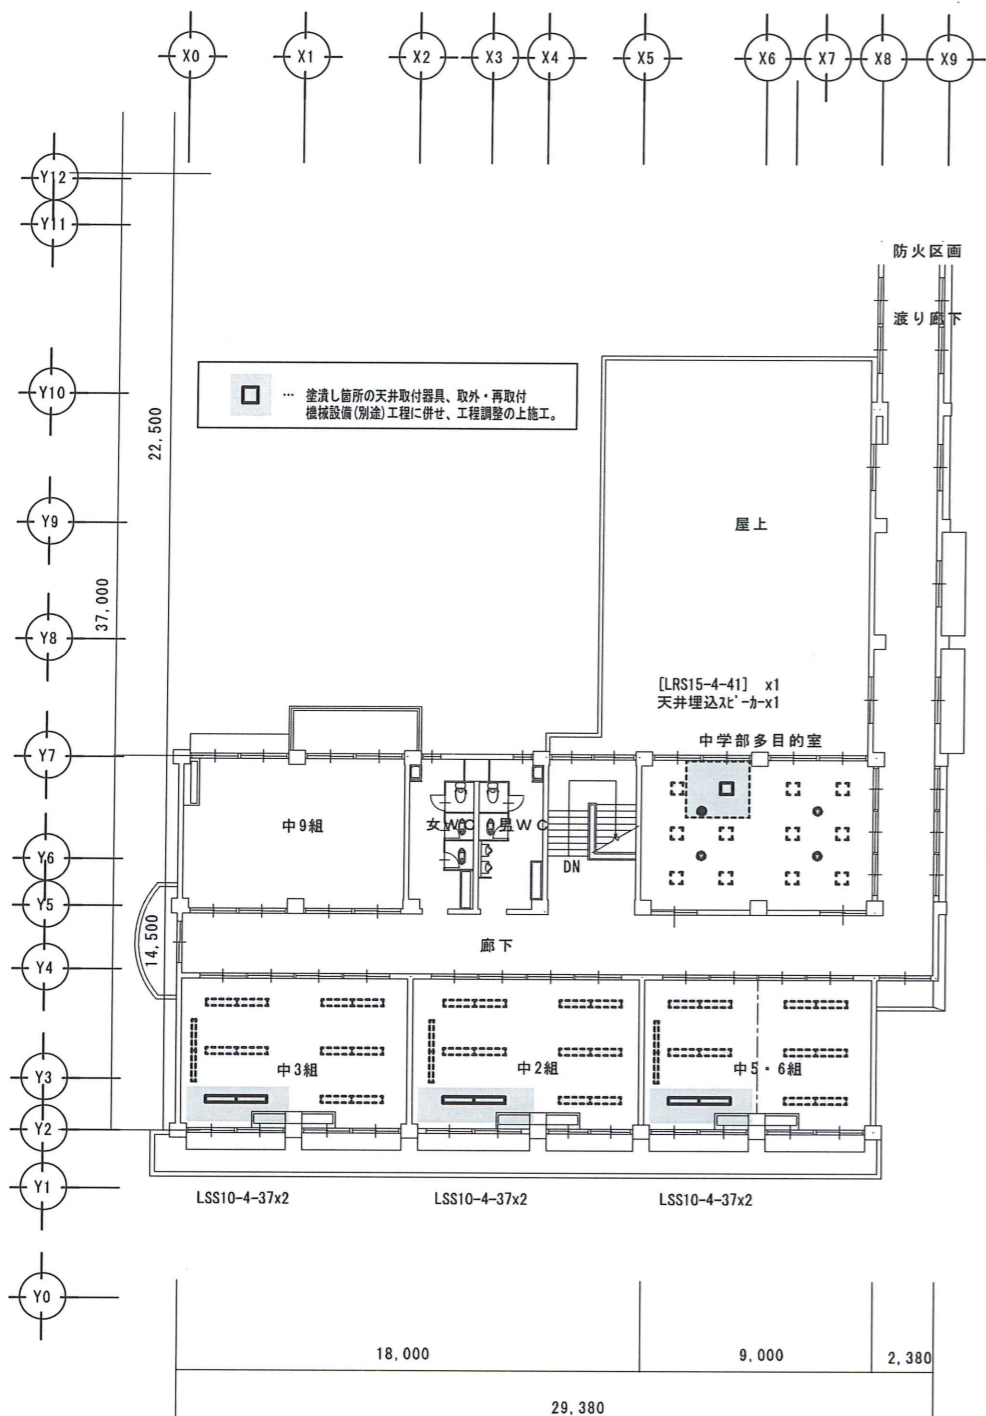 X0 X1 X2 X3 X4 X5 X6 X7 X8 X9
Y12
Y11
防火区画
渡り廊下
Y10
… 塗潰し箇所の天井取付器具、取外・再取付
機械設備(別途)工程に併せ、工程調整の上施工。
22,500
Y9
屋上
37,000
Y8
[LRS15-4-41] x1
天井埋込ｽﾋﾟｰｶｰx1
中学部多目的室
Y7
中9組
女WC
男WC
DN
Y6
Y5
廊下
14,500
Y4
中3組
中2組
中5・6組
Y3
Y2
Y1
LSS10-4-37x2
LSS10-4-37x2
LSS10-4-37x2
Y0
18,000
9,000
2,380
29,380